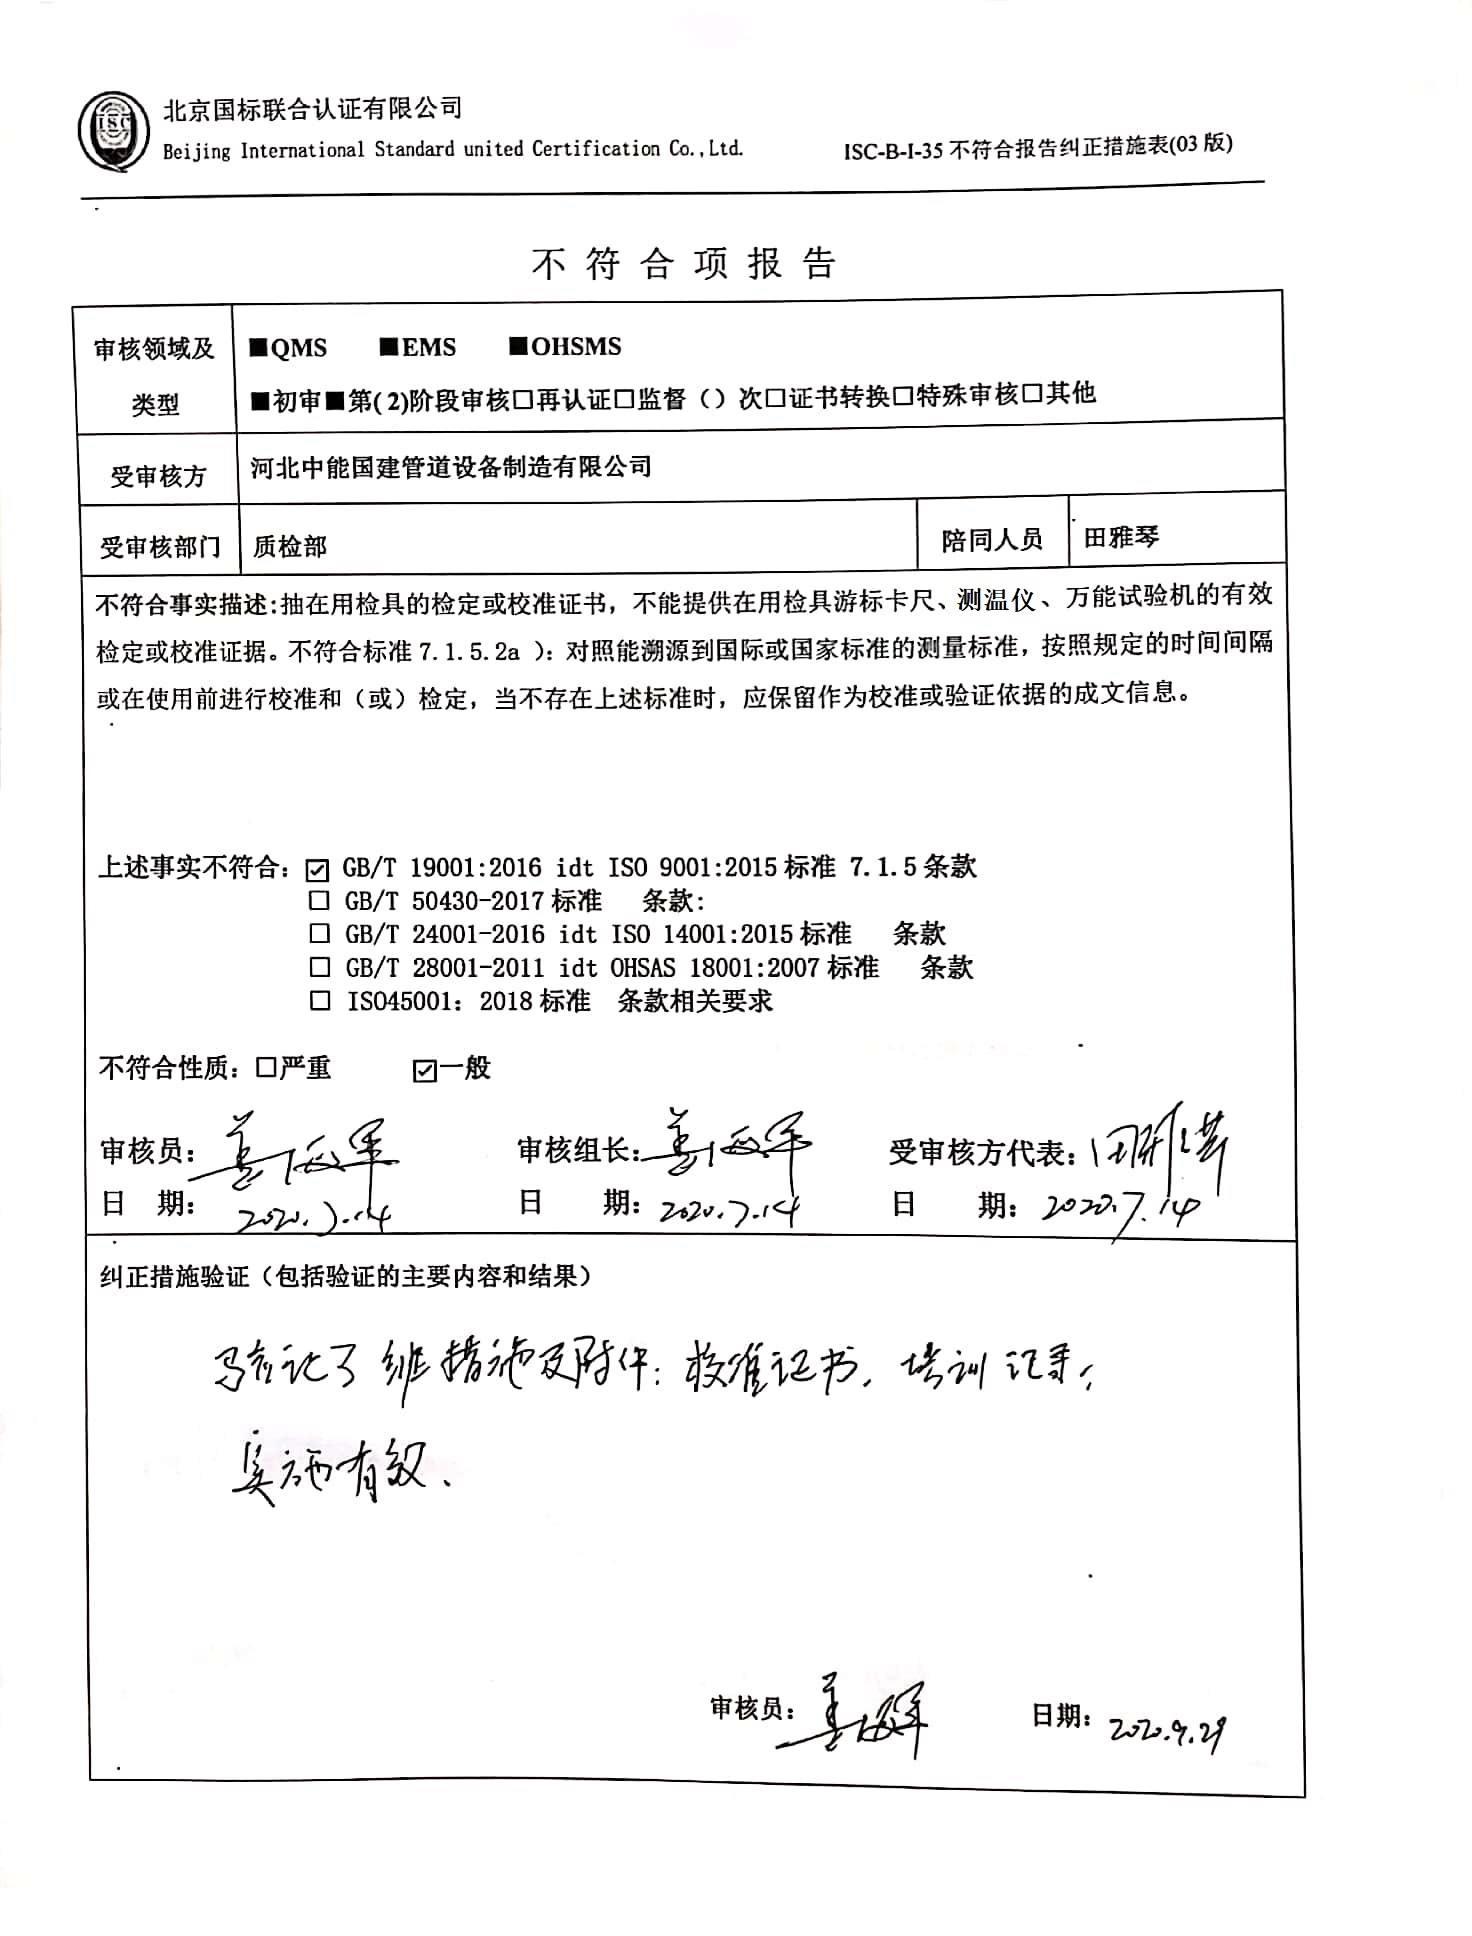 ISC
北京国标联合认证有限公司
Beijing International Standard united Certification Co.,Ltd.
ISC-B-I-35 不符合报告纠正措施表(03 版)
不符合项报告
审核领域及类型
■QMS ■EMS ■OHSMS
■初审■第(2)阶段审核□再认证□监督（）次□证书转换□特殊审核□其他
受审核方 河北中能国建管道设备制造有限公司
受审核部门 质检部 陪同人员 田雅琴
不符合事实描述:抽在用检具的检定或校准证书，不能提供在用检具游标卡尺、测温仪、万能试验机的有效
检定或校准证据。不符合标准7.1.5.2a ）：对照能溯源到国际或国家标准的测量标准，按照规定的时间间隔
或在使用前进行校准和（或）检定，当不存在上述标准时，应保留作为校准或验证依据的成文信息。
上述事实不符合：☑ GB/T 19001:2016 idt ISO 9001:2015 标准 7.1.5 条款
□ GB/T 50430-2017 标准 条款：
□ GB/T 24001-2016 idt ISO 14001:2015 标准 条款
□ GB/T 28001-2011 idt OHSAS 18001:2007 标准 条款
□ ISO45001：2018 标准 条款相关要求
不符合性质：□严重 ☑一般
审核员： 审核组长： 受审核方代表：田雅琴
日 期：2020.7.14 日 期：2020.7.14 日 期：2020.7.14
纠正措施验证（包括验证的主要内容和结果）
验证了 措施及附件：校准证书、培训记录，
实施有效.
审核员： 日期：2020.9.29